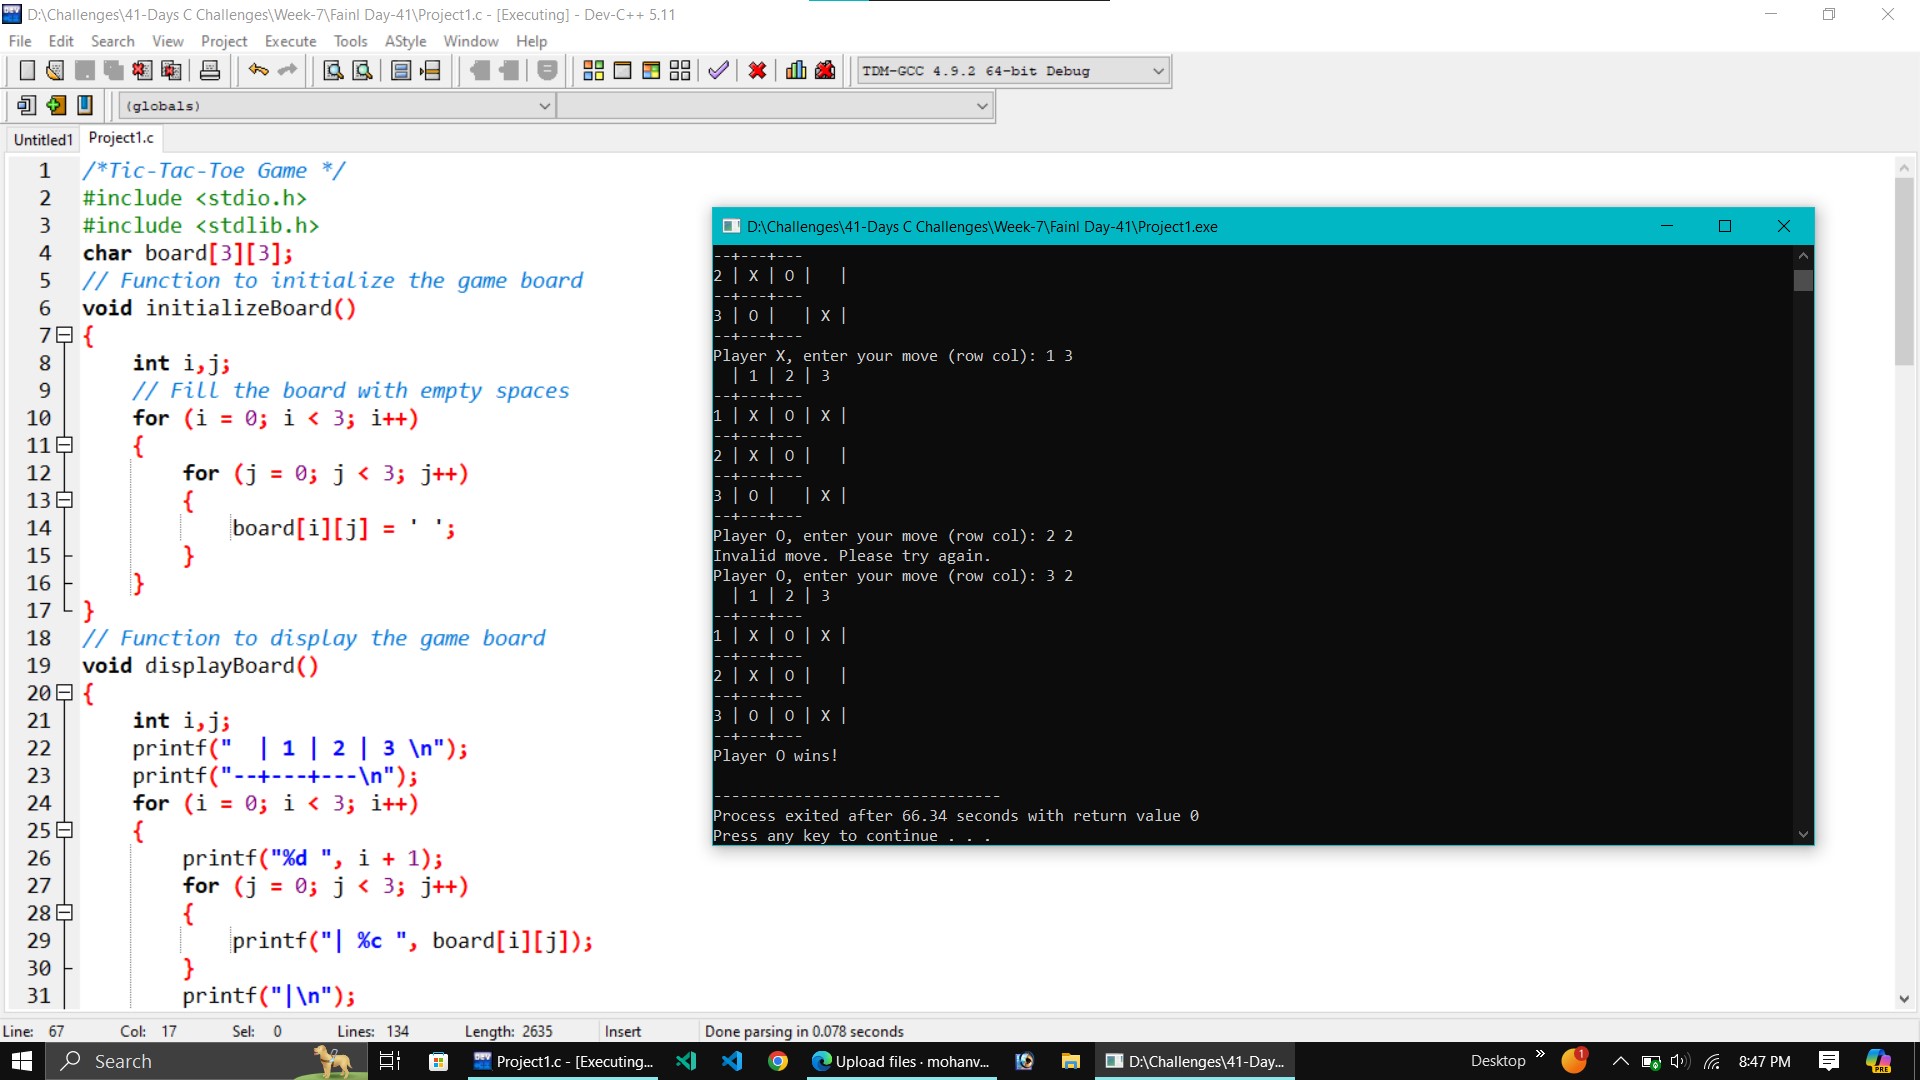 D:\Challenges\41-Days C Challenges\Week-7\Fainl Day-41\Project1.c - [Executing] - Dev-C++ 5.11
File Edit Search View Project Execute Tools AStyle Window Help
TDM-GCC 4.9.2 64-bit Debug
(globals)
Untitled1 Project1.c
1 /*Tic-Tac-Toe Game */
2 #include <stdio.h>
3 #include <stdlib.h>
4 char board[3][3];
5 // Function to initialize the game board
6 void initializeBoard()
7 {
8 int i,j;
9 // Fill the board with empty spaces
10 for (i = 0; i < 3; i++)
11 {
12 for (j = 0; j < 3; j++)
13 {
14 board[i][j] = ' ';
15 }
16 }
17 }
18 // Function to display the game board
19 void displayBoard()
20 {
21 int i,j;
22 printf("  | 1 | 2 | 3 \n");
23 printf("--+---+---\n");
24 for (i = 0; i < 3; i++)
25 {
26 printf("%d ", i + 1);
27 for (j = 0; j < 3; j++)
28 {
29 printf("| %c ", board[i][j]);
30 }
31 printf("|\n");
D:\Challenges\41-Days C Challenges\Week-7\Fainl Day-41\Project1.exe
--+---+---
2 | X | O |   |
--+---+---
3 | O |   | X |
--+---+---
Player X, enter your move (row col): 1 3
  | 1 | 2 | 3
--+---+---
1 | X | O | X |
--+---+---
2 | X | O |   |
--+---+---
3 | O |   | X |
--+---+---
Player O, enter your move (row col): 2 2
Invalid move. Please try again.
Player O, enter your move (row col): 3 2
  | 1 | 2 | 3
--+---+---
1 | X | O | X |
--+---+---
2 | X | O |   |
--+---+---
3 | O | O | X |
--+---+---
Player O wins!
--------------------------------
Process exited after 66.34 seconds with return value 0
Press any key to continue . . .
Line: 67 Col: 17 Sel: 0 Lines: 134 Length: 2635 Insert Done parsing in 0.078 seconds
Search Project1.c - [Executing... Upload files · mohanv... D:\Challenges\41-Day... Desktop 1 8:47 PM